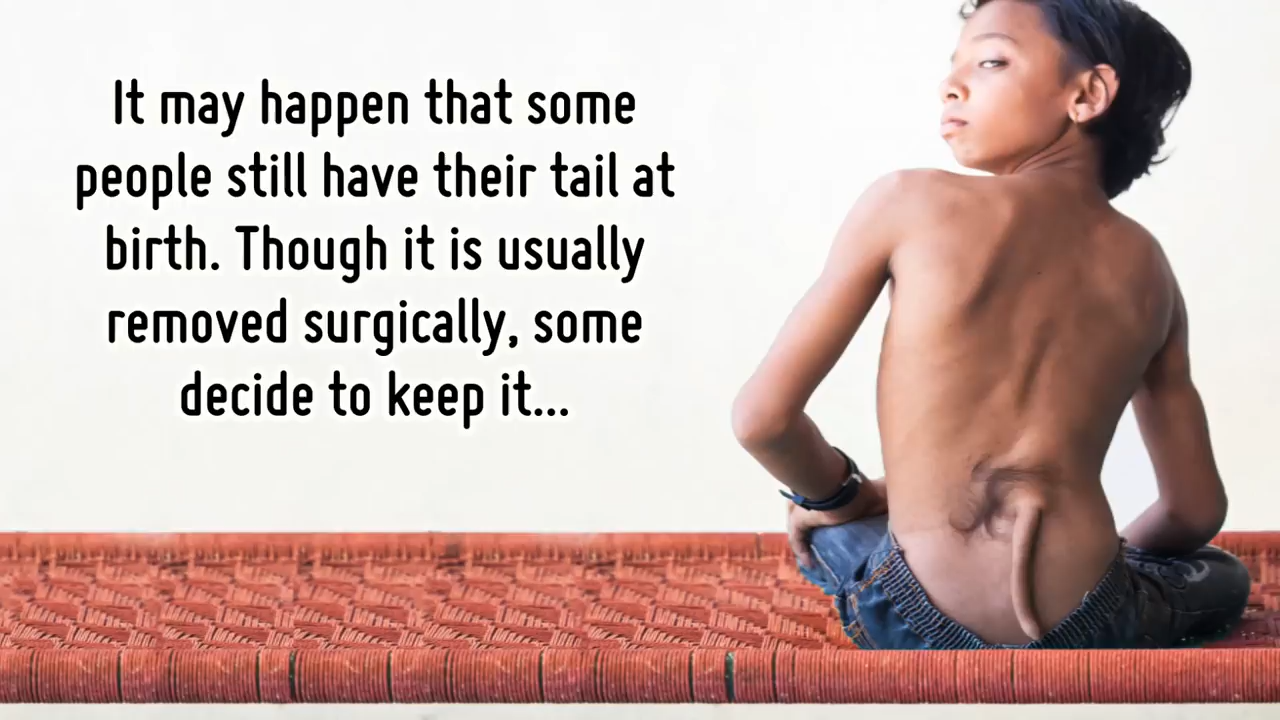 It may happen that some
people still have their tail at
birth. Though it is usually
removed surgically, some
decide to keep it...